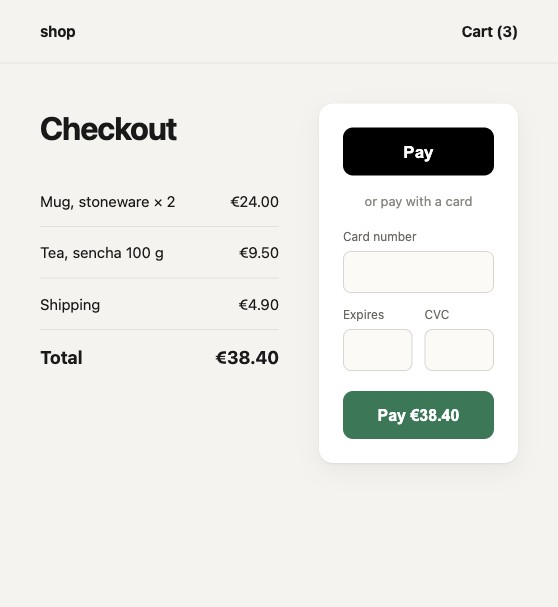 shop
Cart (3)
Checkout
Mug, stoneware × 2 €24.00
Tea, sencha 100 g €9.50
Shipping €4.90
Total €38.40
Pay
or pay with a card
Card number
Expires CVC
Pay €38.40